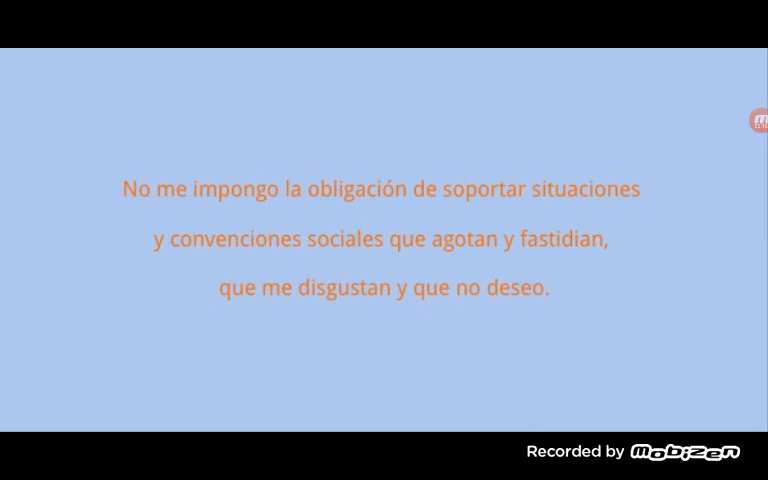 No me impongo la obligación de soportar situaciones
y convenciones sociales que agotan y fastidian,
que me disgustan y que no deseo.
Recorded by Mobizen